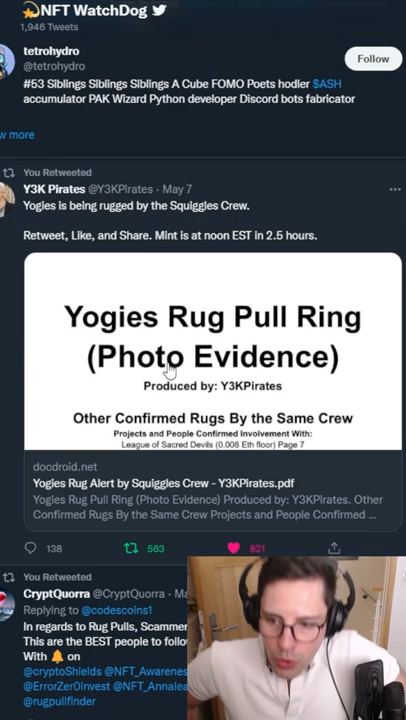 💫NFT WatchDog
1,946 Tweets
tetrohydro
@tetrohydro
Follow
#53 Siblings Siblings Siblings A Cube FOMO Poets hodler $ASH
accumulator PAK Wizard Python developer Discord bots fabricator
more
You Retweeted
Y3K Pirates @Y3KPIrates · May 7
Yogies is being rugged by the Squiggles Crew.
Retweet, Like, and Share. Mint is at noon EST in 2.5 hours.
Yogies Rug Pull Ring
(Photo Evidence)
Produced by: Y3KPirates
Other Confirmed Rugs By the Same Crew
Projects and People Confirmed Involvement With:
League of Sacred Devils (0.008 Eth floor) Page 7
docdroid.net
Yogies Rug Alert by Squiggles Crew - Y3KPirates.pdf
Yogies Rug Pull Ring (Photo Evidence) Produced by: Y3KPirates. Other
Confirmed Rugs By the Same Crew Projects and People Confirmed ...
138
563
821
You Retweeted
CryptQuorra @CryptQuorra · Ma
Replying to @codescoins1
In regards to Rug Pulls, Scammer
This are the BEST people to follo
With 🔔 on
@cryptoShields @NFT_Awarenes
@ErrorZer0Invest @NFT_Annalea
@rugpullfinder